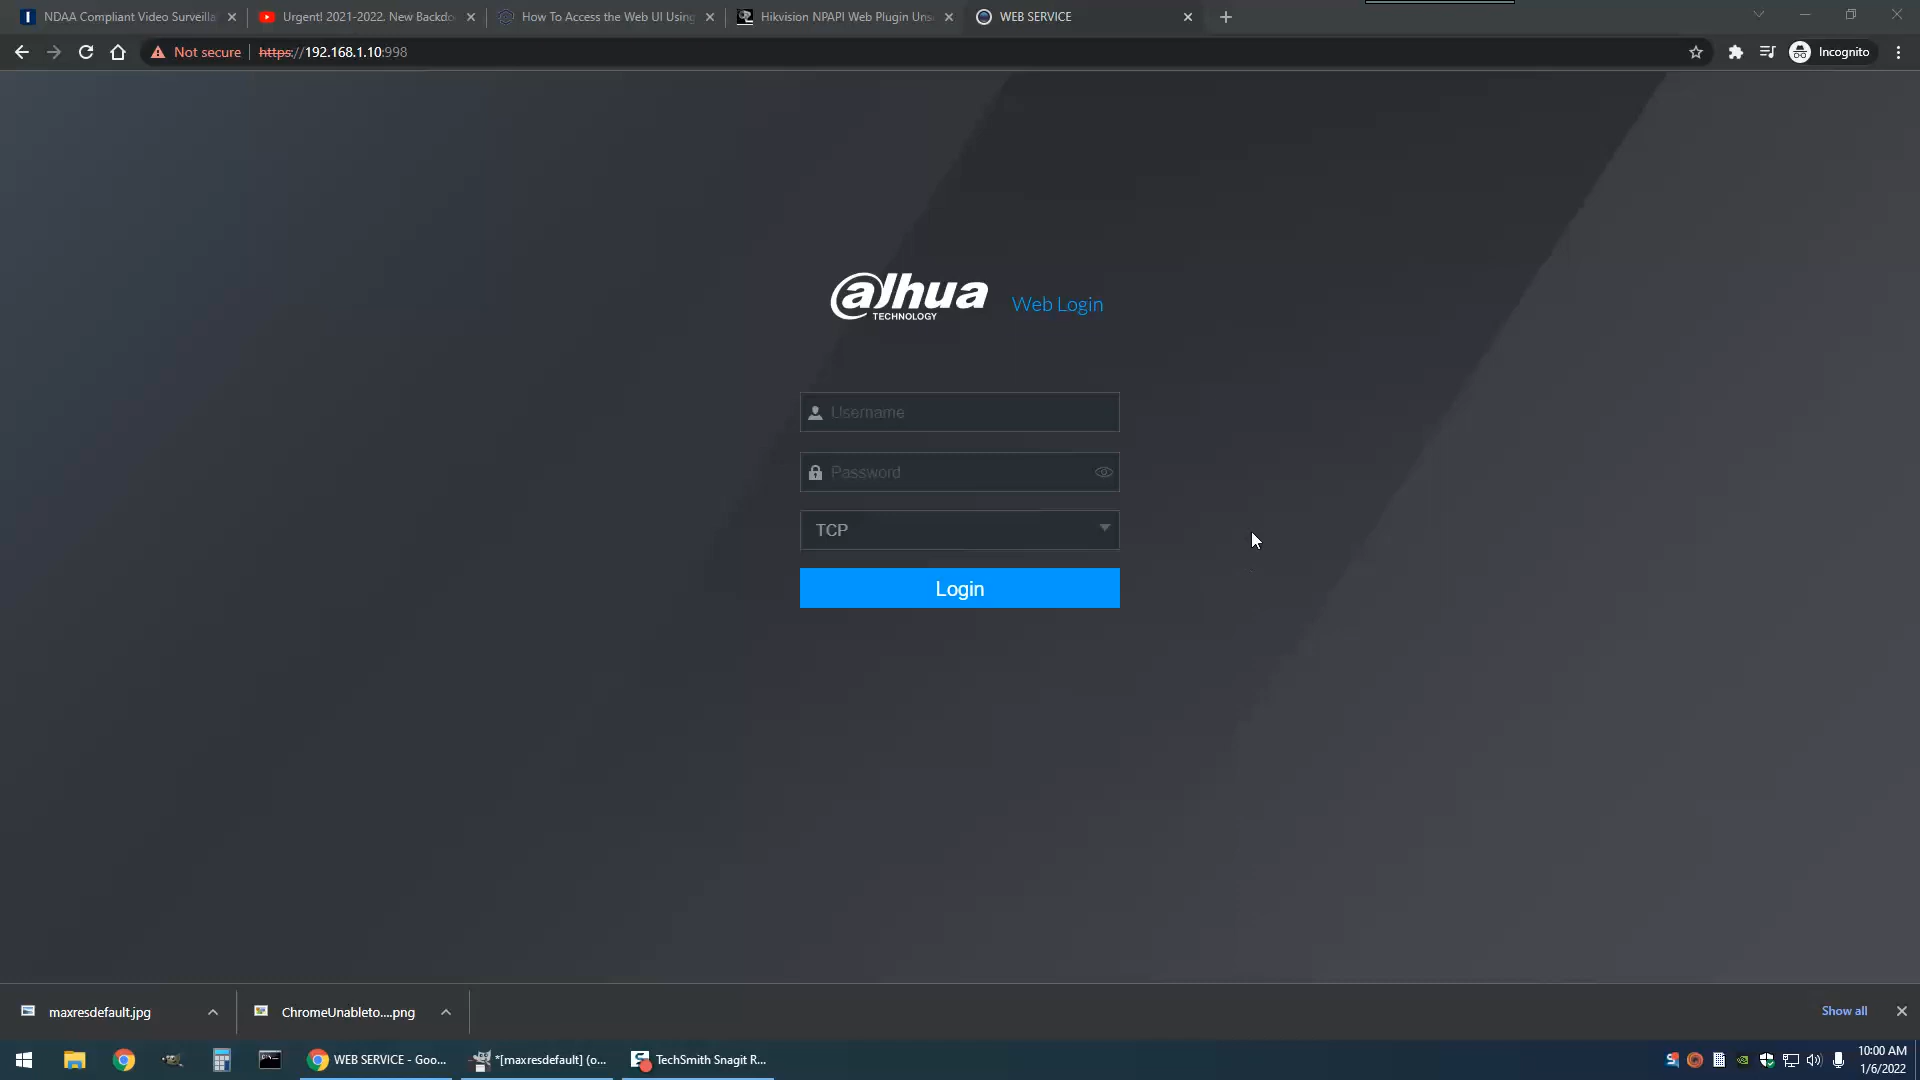 NDAA Compliant Video Surveilla
Urgent! 2021-2022. New Backdo
How To Access the Web UI Using
Hikvision NPAPI Web Plugin Uns
WEB SERVICE
Not secure
https://192.168.1.10:998
Incognito
alhua
TECHNOLOGY
Web Login
Username
Password
TCP
Login
maxresdefault.jpg
ChromeUnableto....png
Show all
WEB SERVICE - Goo...
*[maxresdefault] (o...
TechSmith Snagit R...
10:00 AM
1/6/2022